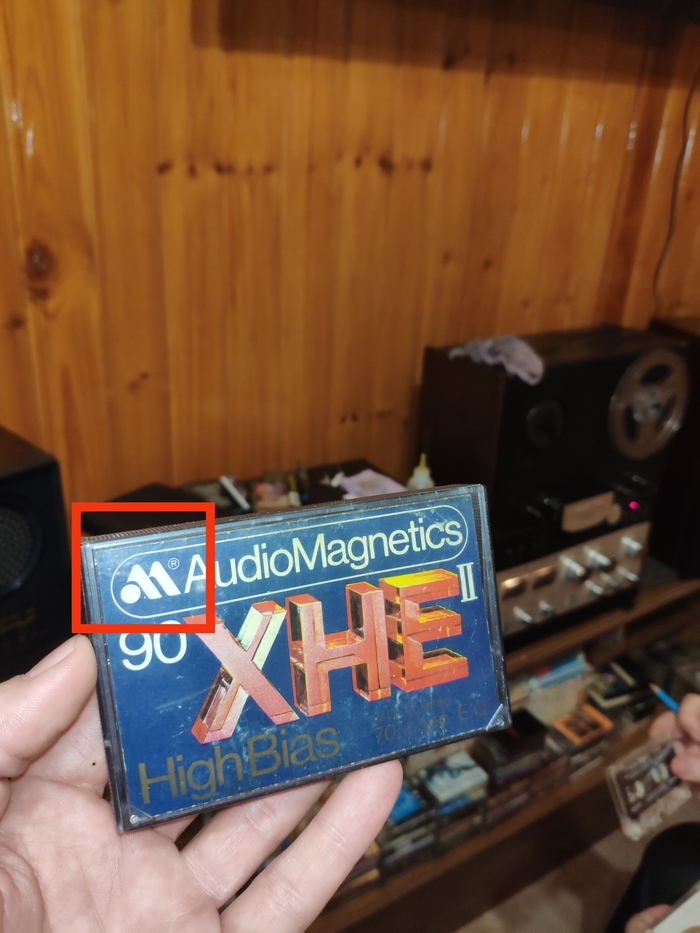 ® AudioMagnetics
90 XHE II
High Bias